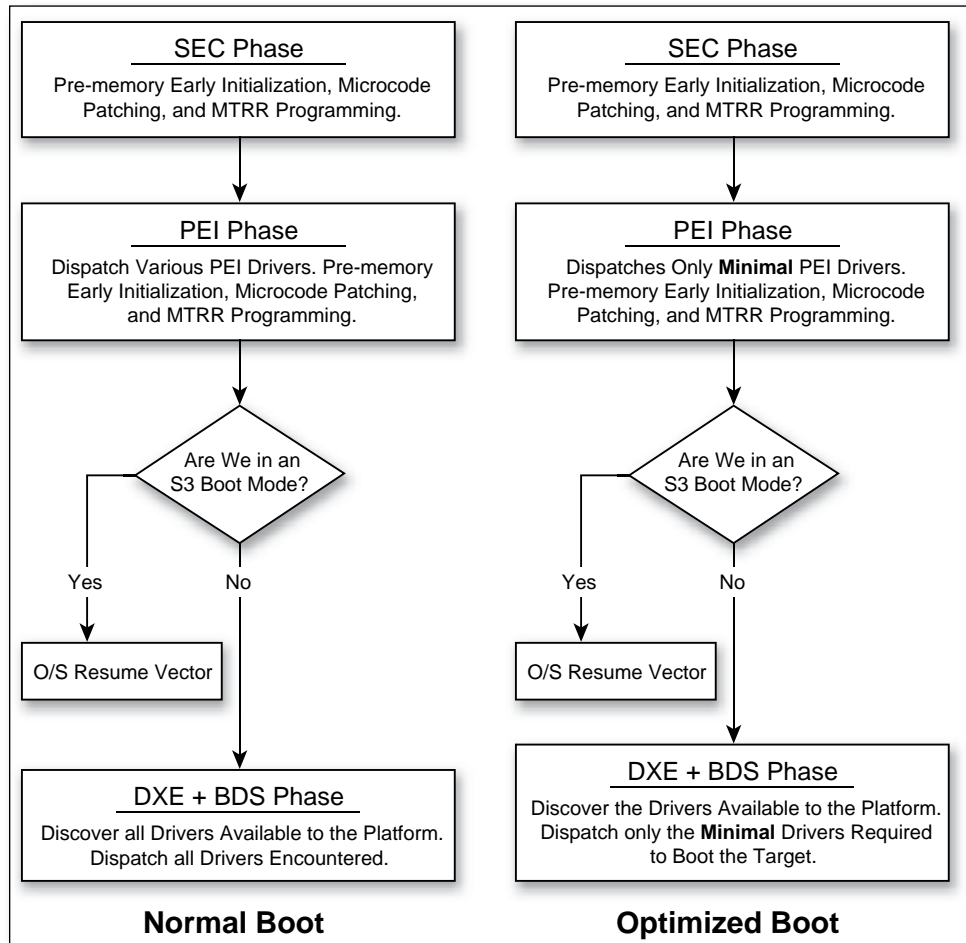 SEC Phase
Pre-memory Early Initialization, Microcode
Patching, and MTRR Programming.
PEI Phase
Dispatch Various PEI Drivers. Pre-memory
Early Initialization, Microcode Patching,
and MTRR Programming.
Are We in an
S3 Boot Mode?
Yes
No
O/S Resume Vector
DXE + BDS Phase
Discover all Drivers Available to the Platform.
Dispatch all Drivers Encountered.
Normal Boot
SEC Phase
Pre-memory Early Initialization, Microcode
Patching, and MTRR Programming.
PEI Phase
Dispatches Only Minimal PEI Drivers.
Pre-memory Early Initialization, Microcode
Patching, and MTRR Programming.
Are We in an
S3 Boot Mode?
Yes
No
O/S Resume Vector
DXE + BDS Phase
Discover the Drivers Available to the Platform.
Dispatch only the Minimal Drivers Required
to Boot the Target.
Optimized Boot